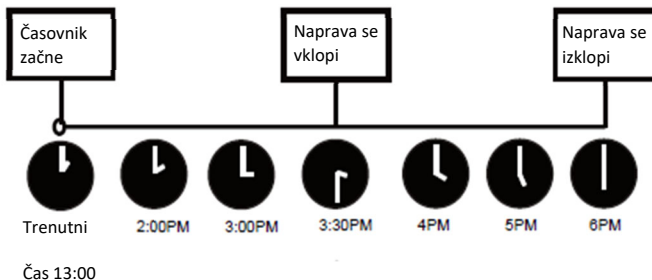 Časovnik
začne
Naprava se
vklopi
Naprava se
izklopi
Trenutni
Čas 13:00
2:00PM
3:00PM
3:30PM
4PM
5PM
6PM